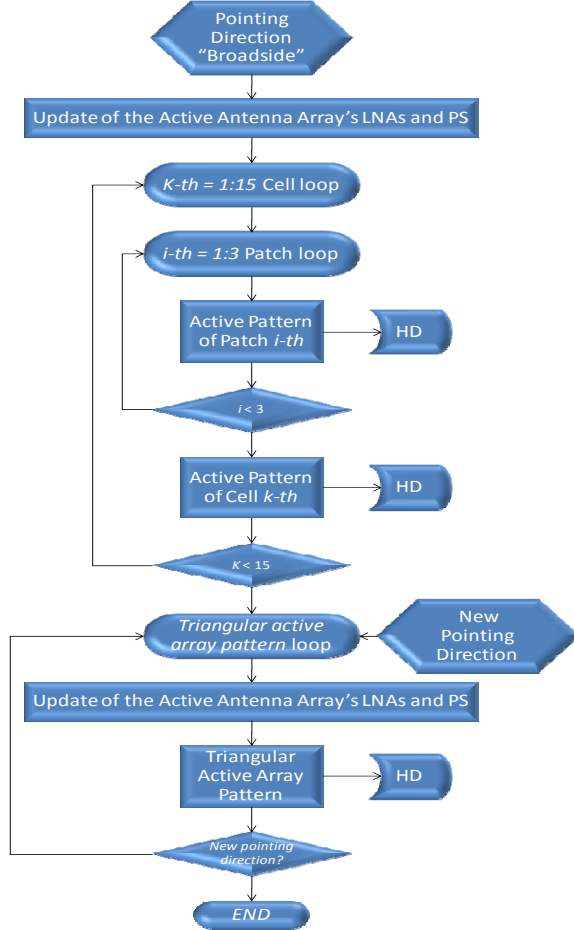 Pointing
Direction
“Broadside”
Update of the Active Antenna Array’s LNAs and PS
K-th = 1:15 Cell loop
i-th = 1:3 Patch loop
Active Pattern
of Patch i-th
HD
i < 3
Active Pattern
of Cell k-th
HD
K < 15
Triangular active
array pattern loop
New
Pointing
Direction
Update of the Active Antenna Array’s LNAs and PS
Triangular
Active Array
Pattern
HD
New pointing
direction?
END